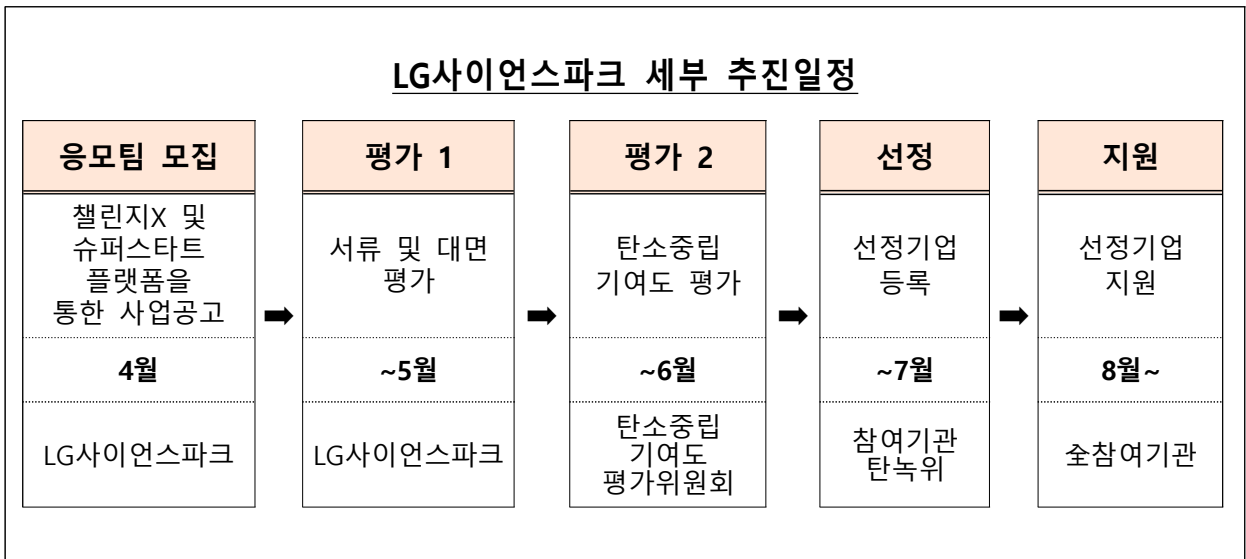 LG사이언스파크 세부 추진일정
응모팀 모집
챌린지X 및
슈퍼스타트
플랫폼을
통한 사업공고
4월
LG사이언스파크
평가 1
서류 및 대면
평가
~5월
LG사이언스파크
평가 2
탄소중립
기여도 평가
~6월
탄소중립
기여도
평가위원회
선정
선정기업
등록
~7월
참여기관
탄녹위
지원
선정기업
지원
8월~
全참여기관